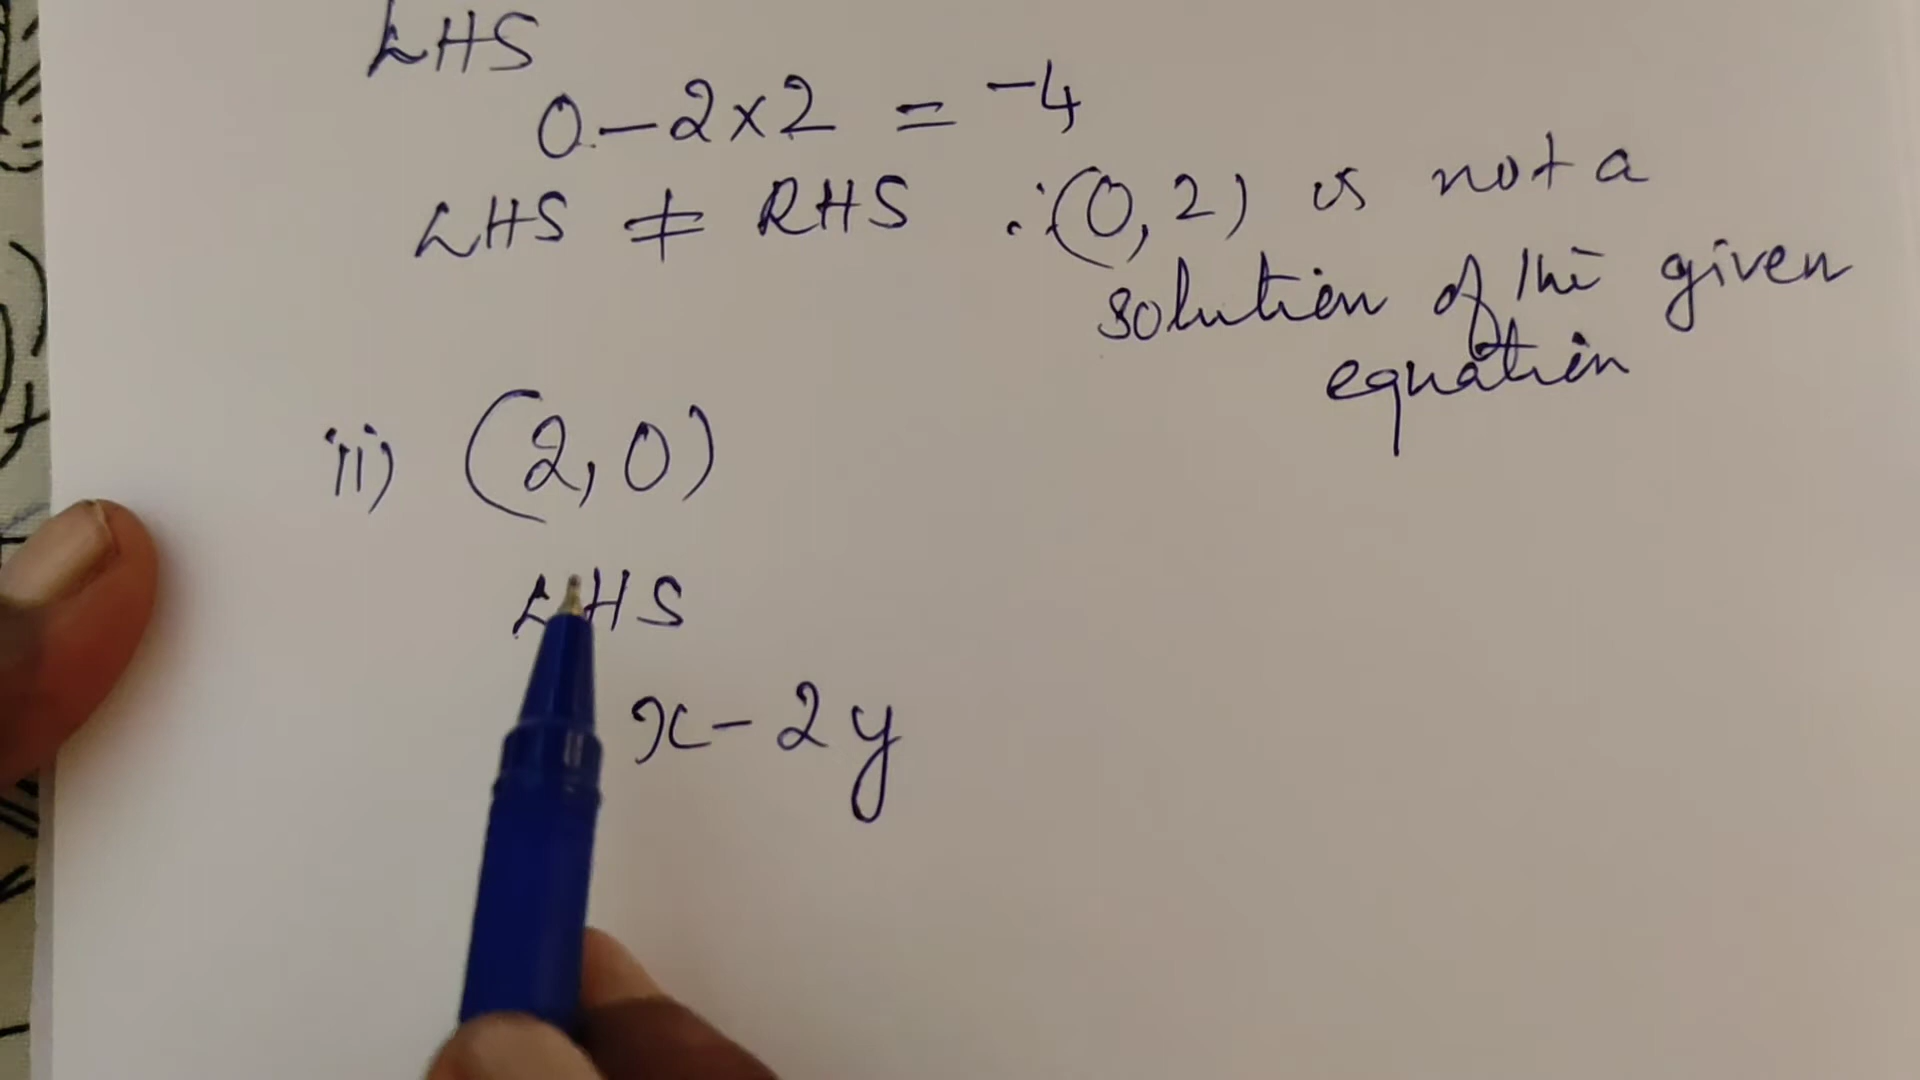 LHS
0-2×2 = -4
LHS ≠ RHS ∴ (0,2) is not a
solution of the given
equation
ii) (2,0)
LHS
x-2y